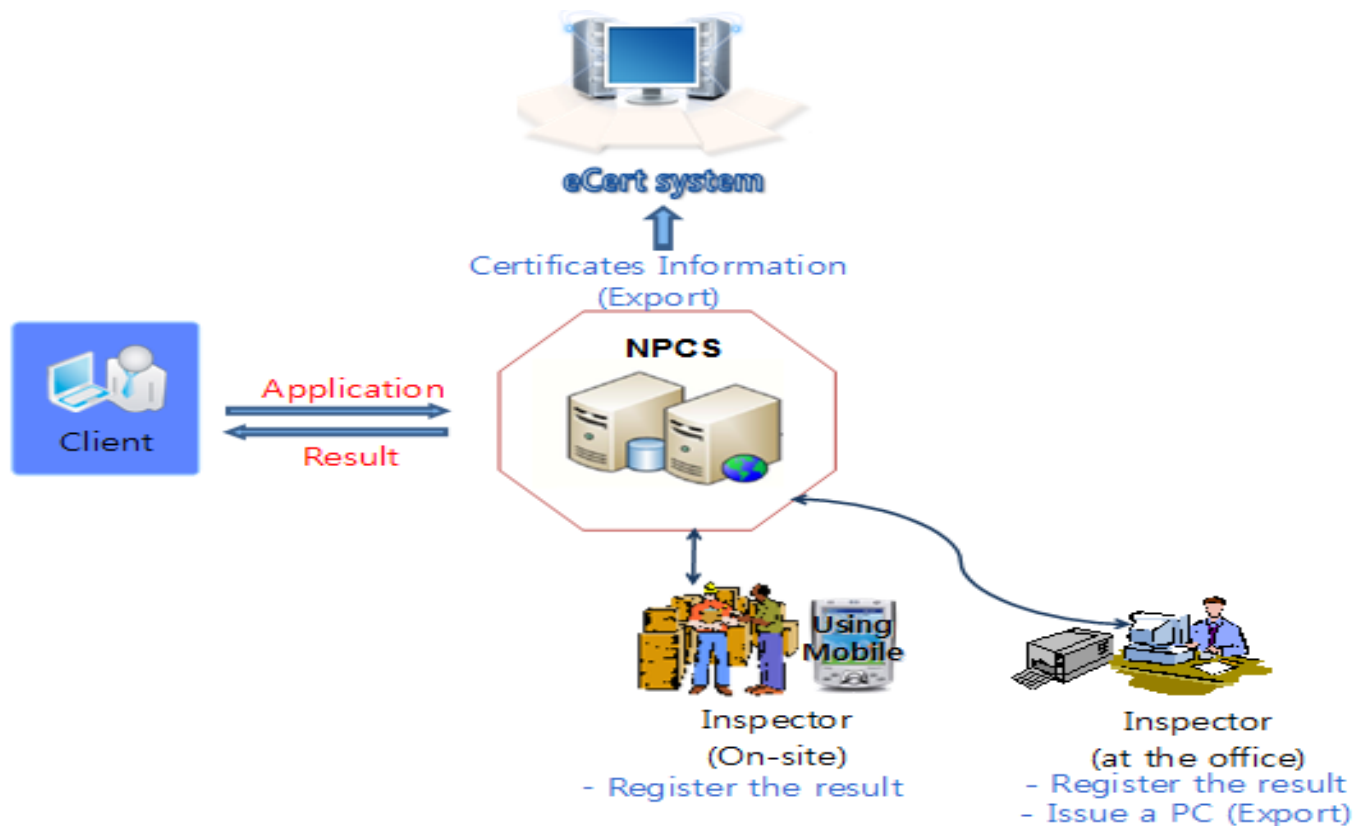 eCert system
Certificates Information
(Export)
NPCS
Client
Application
Result
Using
Mobile
Inspector
(On-site)
- Register the result
Inspector
(at the office)
- Register the result
- Issue a PC (Export)